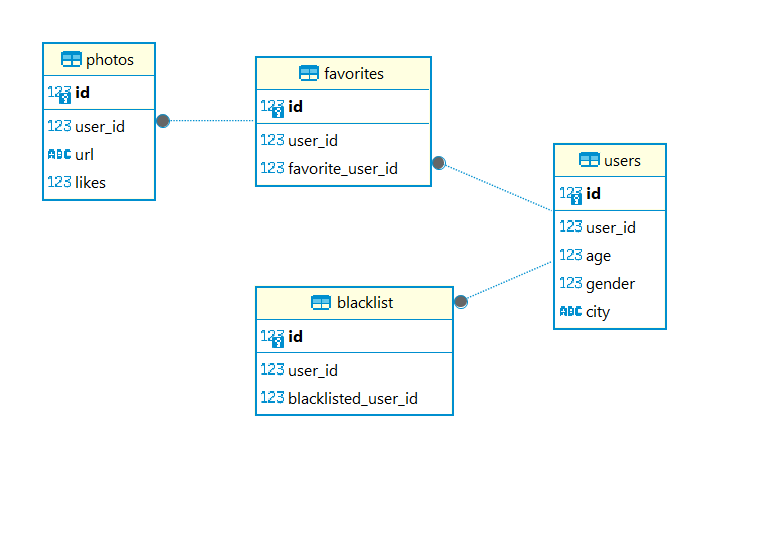 photos
123 id
123 user_id
ABC url
123 likes
favorites
123 id
123 user_id
123 favorite_user_id
users
123 id
123 user_id
123 age
123 gender
ABC city
blacklist
123 id
123 user_id
123 blacklisted_user_id